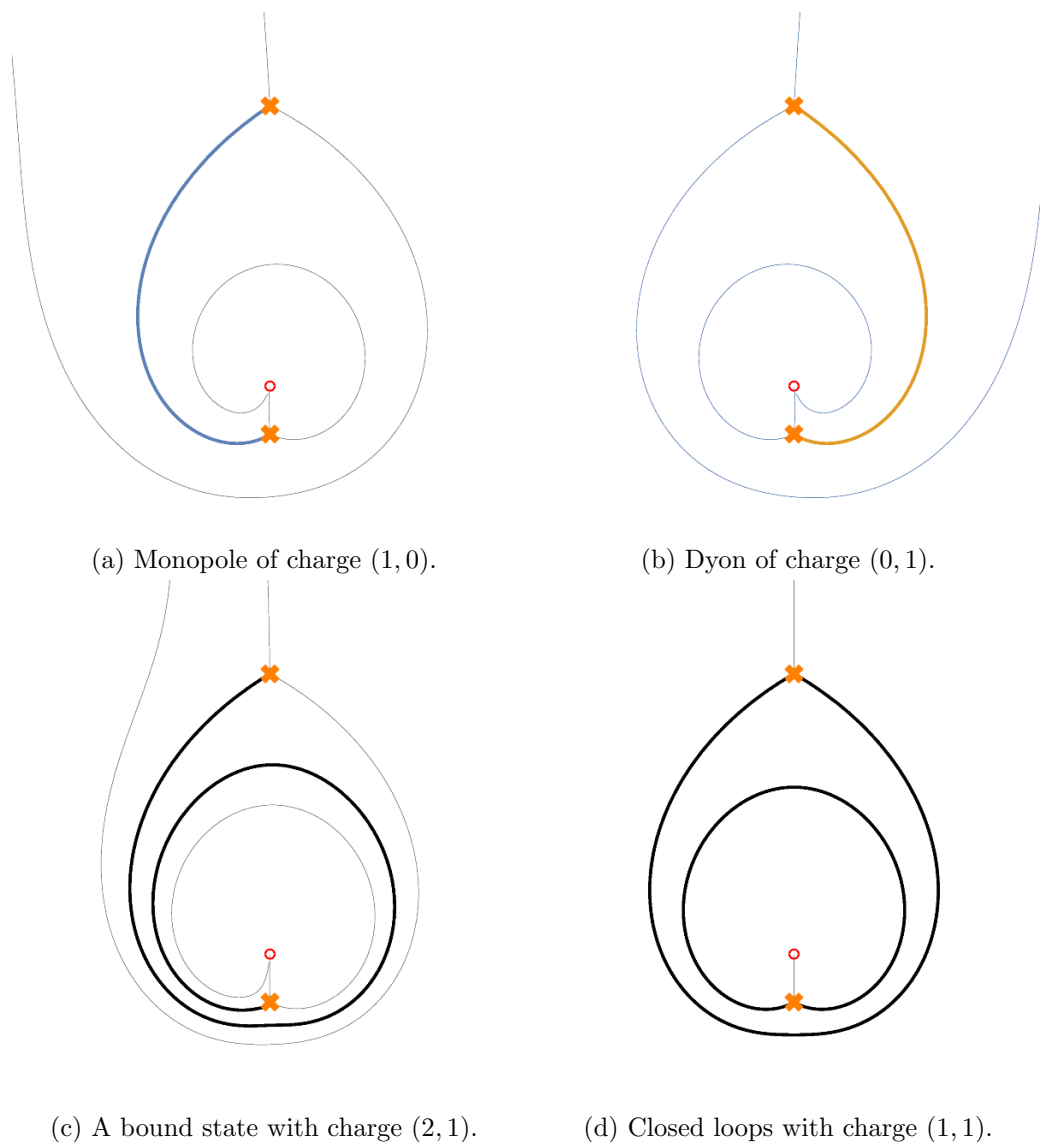 (a) Monopole of charge (1, 0).
(b) Dyon of charge (0, 1).
(c) A bound state with charge (2, 1).
(d) Closed loops with charge (1, 1).